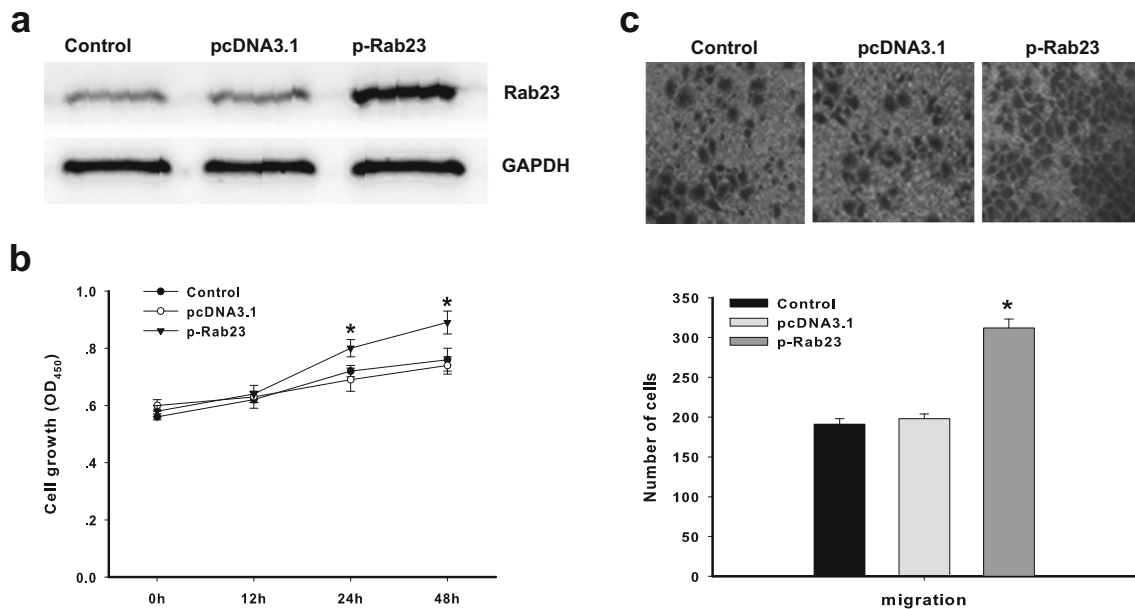 a
Control pcDNA3.1 p-Rab23
Rab23
GAPDH
b
Control
pcDNA3.1
p-Rab23
* *
Cell growth (OD450)
1.0
.8
.6
.4
.2
0.0
0h 12h 24h 48h
c
Control pcDNA3.1 p-Rab23
Control
pcDNA3.1
p-Rab23
*
Number of cells
350
300
250
200
150
100
50
0
migration